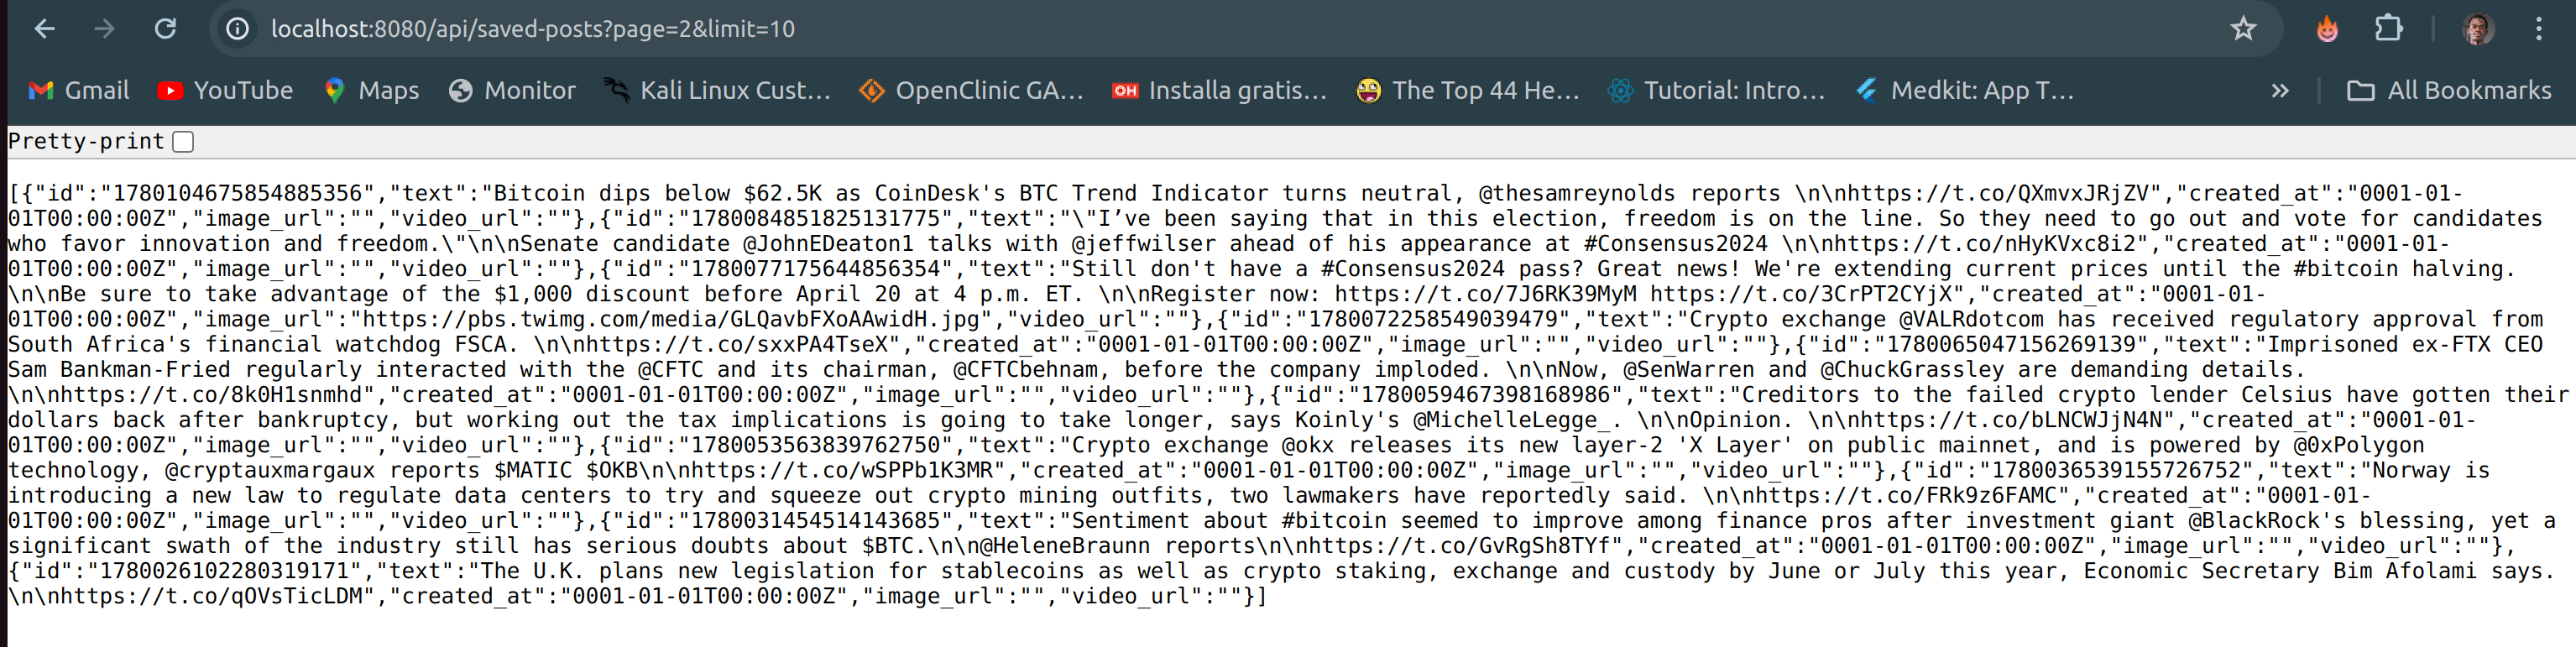 localhost:8080/api/saved-posts?page=2&limit=10
Gmail YouTube Maps Monitor Kali Linux Cust... OpenClinic GA... OH Installa gratis... The Top 44 He... Tutorial: Intro... Medkit: App T... » All Bookmarks
Pretty-print
[{"id":"1780104675854885356","text":"Bitcoin dips below $62.5K as CoinDesk's BTC Trend Indicator turns neutral, @thesamreynolds reports \n\nhttps://t.co/QXmvxJRjZV","created_at":"0001-01-
01T00:00:00Z","image_url":"","video_url":""},{"id":"1780084851825131775","text":"\"I’ve been saying that in this election, freedom is on the line. So they need to go out and vote for candidates
who favor innovation and freedom.\"\n\nSenate candidate @JohnEDeaton1 talks with @jeffwilser ahead of his appearance at #Consensus2024 \n\nhttps://t.co/nHyKVxc8i2","created_at":"0001-01-
01T00:00:00Z","image_url":"","video_url":""},{"id":"1780077175644856354","text":"Still don't have a #Consensus2024 pass? Great news! We're extending current prices until the #bitcoin halving.
\n\nBe sure to take advantage of the $1,000 discount before April 20 at 4 p.m. ET. \n\nRegister now: https://t.co/7J6RK39MyM https://t.co/3CrPT2CYjX","created_at":"0001-01-
01T00:00:00Z","image_url":"https://pbs.twimg.com/media/GLQavbFXoAAwidH.jpg","video_url":""},{"id":"1780072258549039479","text":"Crypto exchange @VALRdotcom has received regulatory approval from
South Africa's financial watchdog FSCA. \n\nhttps://t.co/sxxPA4TseX","created_at":"0001-01-01T00:00:00Z","image_url":"","video_url":""},{"id":"1780065047156269139","text":"Imprisoned ex-FTX CEO
Sam Bankman-Fried regularly interacted with the @CFTC and its chairman, @CFTCbehnam, before the company imploded. \n\nNow, @SenWarren and @ChuckGrassley are demanding details.
\n\nhttps://t.co/8k0H1snmhd","created_at":"0001-01-01T00:00:00Z","image_url":"","video_url":""},{"id":"1780059467398168986","text":"Creditors to the failed crypto lender Celsius have gotten their
dollars back after bankruptcy, but working out the tax implications is going to take longer, says Koinly's @MichelleLegge_. \n\nOpinion. \n\nhttps://t.co/bLNCWJjN4N","created_at":"0001-01-
01T00:00:00Z","image_url":"","video_url":""},{"id":"1780053563839762750","text":"Crypto exchange @okx releases its new layer-2 'X Layer' on public mainnet, and is powered by @0xPolygon
technology, @cryptauxmargaux reports $MATIC $OKB\n\nhttps://t.co/wSPPb1K3MR","created_at":"0001-01-01T00:00:00Z","image_url":"","video_url":""},{"id":"1780036539155726752","text":"Norway is
introducing a new law to regulate data centers to try and squeeze out crypto mining outfits, two lawmakers have reportedly said. \n\nhttps://t.co/FRk9z6FAMC","created_at":"0001-01-
01T00:00:00Z","image_url":"","video_url":""},{"id":"1780031454514143685","text":"Sentiment about #bitcoin seemed to improve among finance pros after investment giant @BlackRock's blessing, yet a
significant swath of the industry still has serious doubts about $BTC.\n\n@HeleneBraunn reports\n\nhttps://t.co/GvRgSh8TYf","created_at":"0001-01-01T00:00:00Z","image_url":"","video_url":""},
{"id":"1780026102280319171","text":"The U.K. plans new legislation for stablecoins as well as crypto staking, exchange and custody by June or July this year, Economic Secretary Bim Afolami says.
\n\nhttps://t.co/qOVsTicLDM","created_at":"0001-01-01T00:00:00Z","image_url":"","video_url":""}]